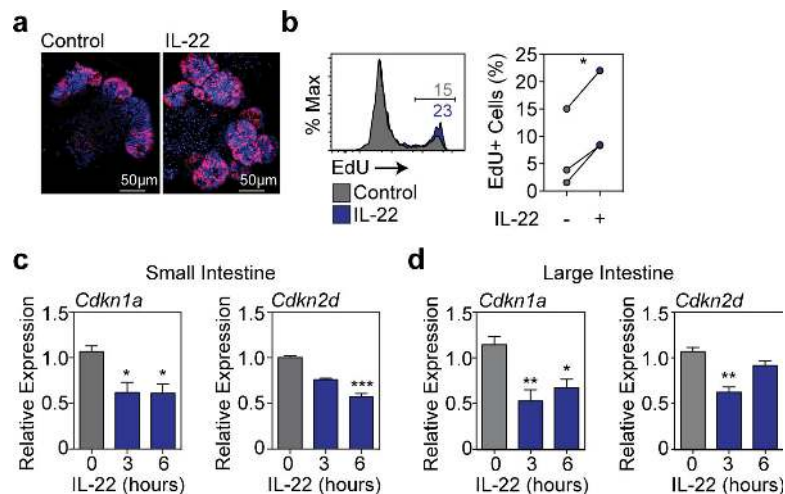 a
Control
IL-22
50µm
50µm
b
% Max
15
23
EdU
Control
IL-22
EdU+ Cells (%)
25
20
15
10
5
0
*
IL-22
- +
c
Small Intestine
Cdkn1a
Relative Expression
1.5
1.0
0.5
0
* *
0 3 6
IL-22 (hours)
Cdkn2d
Relative Expression
1.5
1.0
0.5
0
***
0 3 6
IL-22 (hours)
d
Large Intestine
Cdkn1a
Relative Expression
1.5
1.0
0.5
0
** *
0 3 6
IL-22 (hours)
Cdkn2d
Relative Expression
1.5
1.0
0.5
0
**
0 3 6
IL-22 (hours)